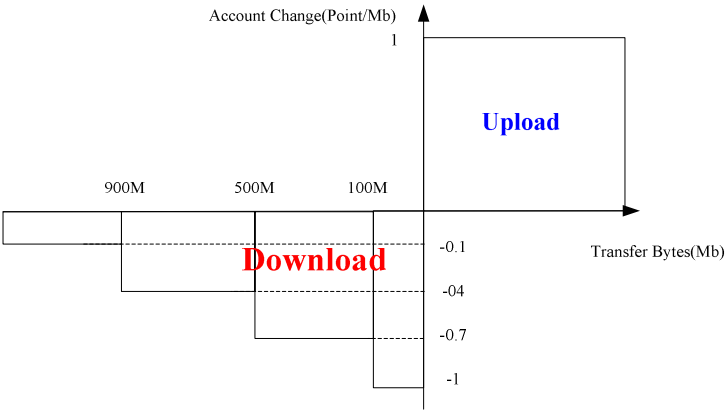 Account Change(Point/Mb)
1
Upload
900M
500M
100M
-0.1
Download
Transfer Bytes(Mb)
-04
-0.7
-1